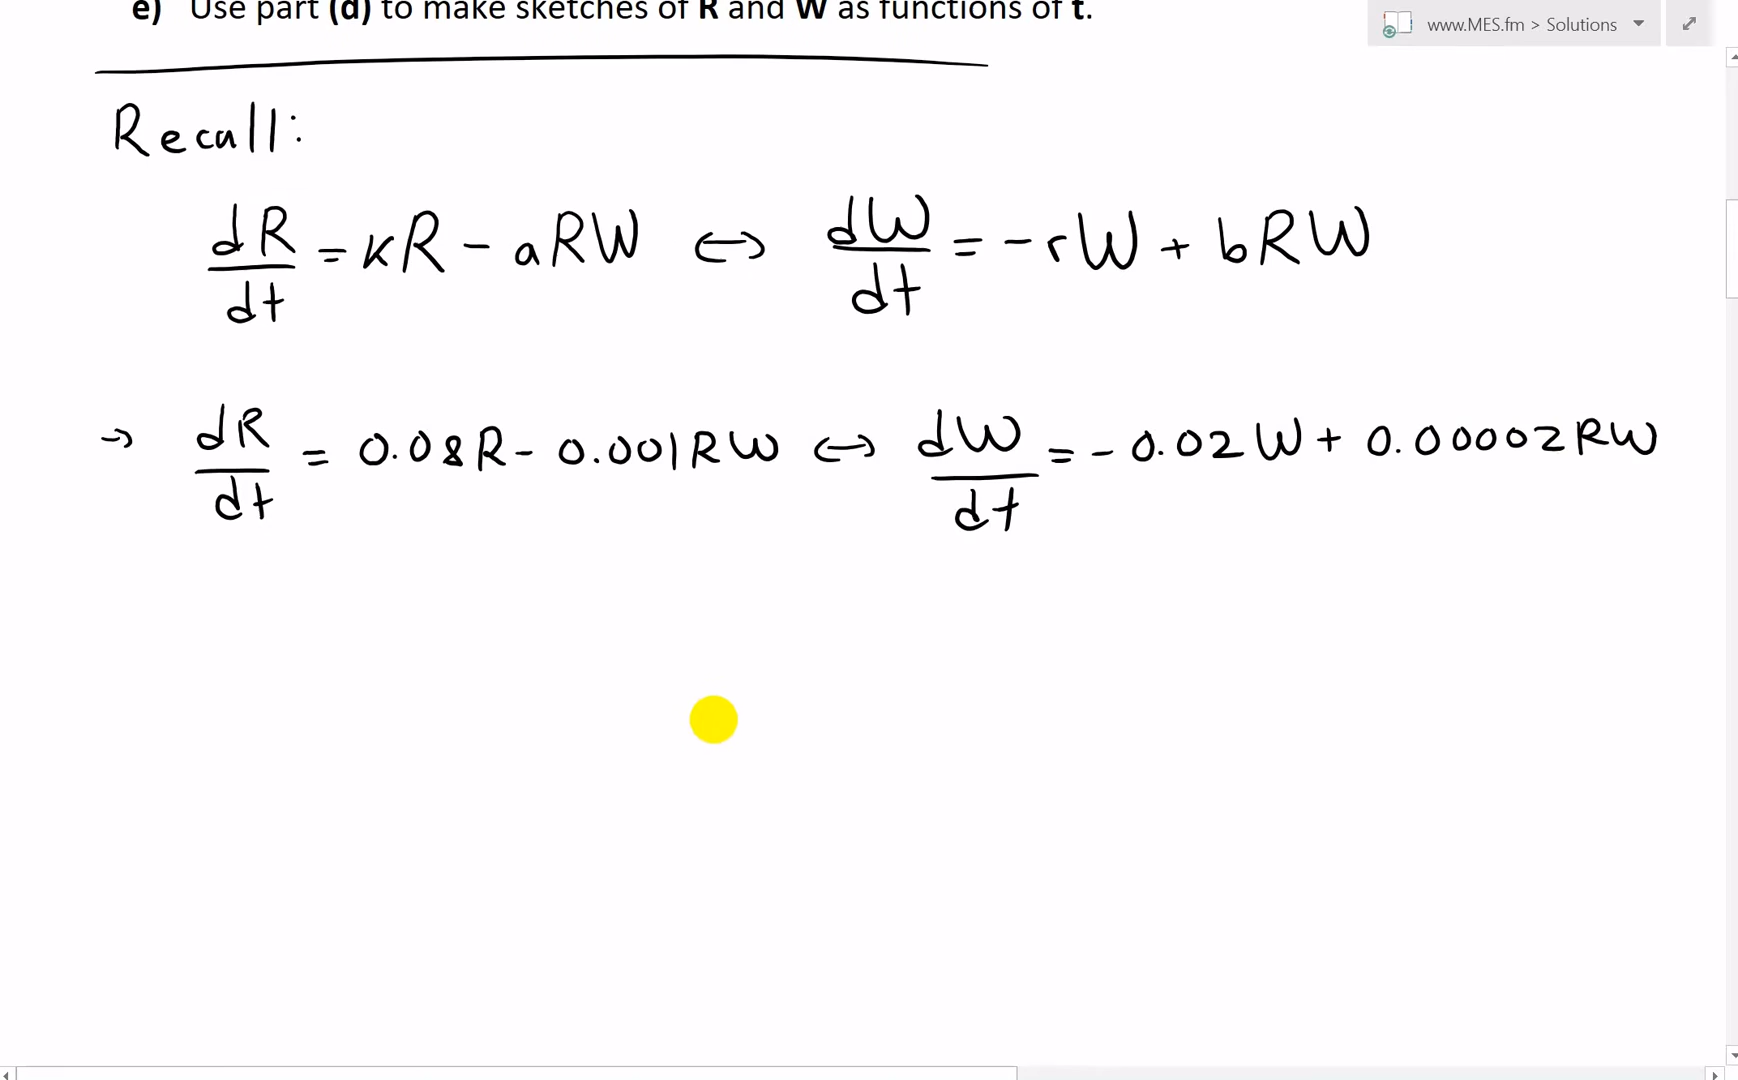 e) Use part (d) to make sketches of R and W as functions of t.
www.MES.fm > Solutions
Recall:
dR/dt = kR - aRW ↔ dW/dt = -rW + bRW
→ dR/dt = 0.08R - 0.001RW ↔ dW/dt = -0.02W + 0.00002RW